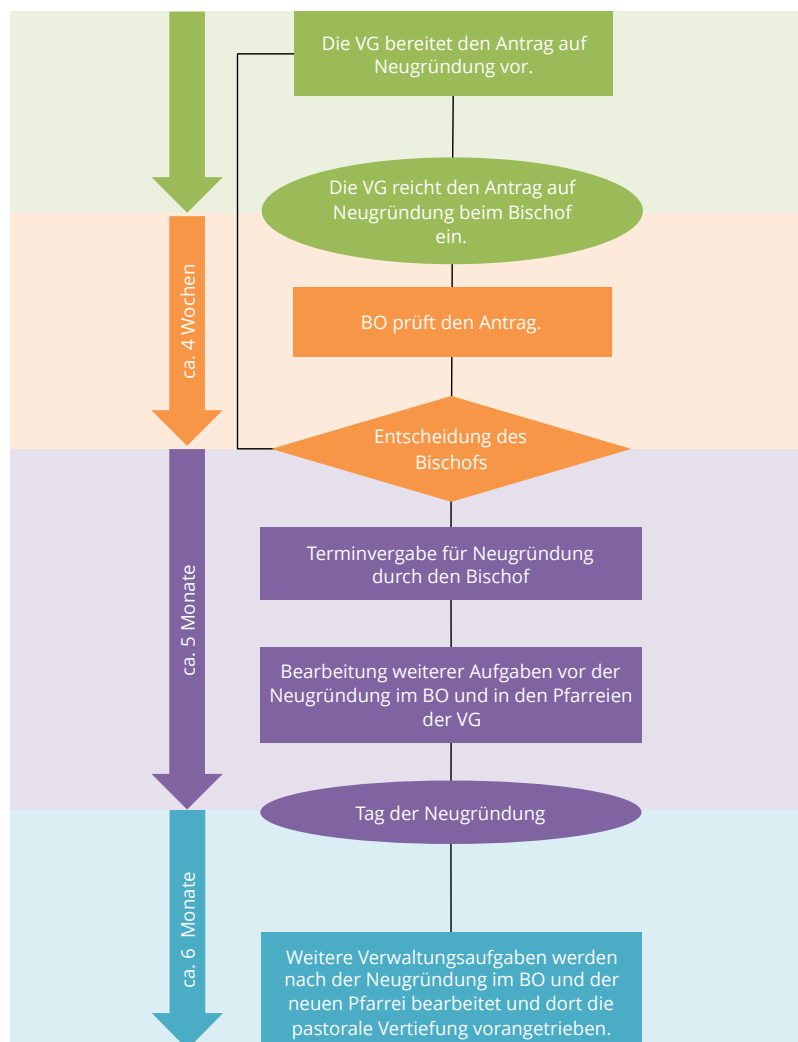 Die VG bereitet den Antrag auf
Neugründung vor.
Die VG reicht den Antrag auf
Neugründung beim Bischof
ein.
ca. 4 Wochen
BO prüft den Antrag.
Entscheidung des
Bischofs
ca. 5 Monate
Terminvergabe für Neugründung
durch den Bischof
Bearbeitung weiterer Aufgaben vor der
Neugründung im BO und in den Pfarreien
der VG
Tag der Neugründung
ca. 6 Monate
Weitere Verwaltungsaufgaben werden
nach der Neugründung im BO und der
neuen Pfarrei bearbeitet und dort die
pastorale Vertiefung vorangetrieben.